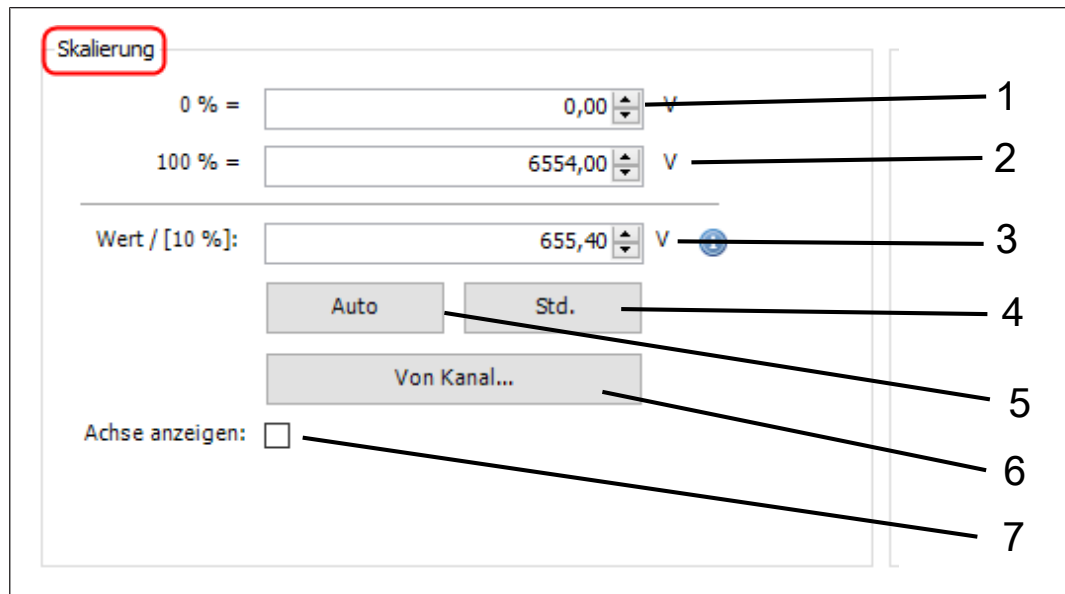 Skalierung
0 % = 0,00 V 1
100 % = 6554,00 V 2
Wert / [10 %]: 655,40 V 3
Auto Std. 4
5
Von Kanal...
6
Achse anzeigen:
7